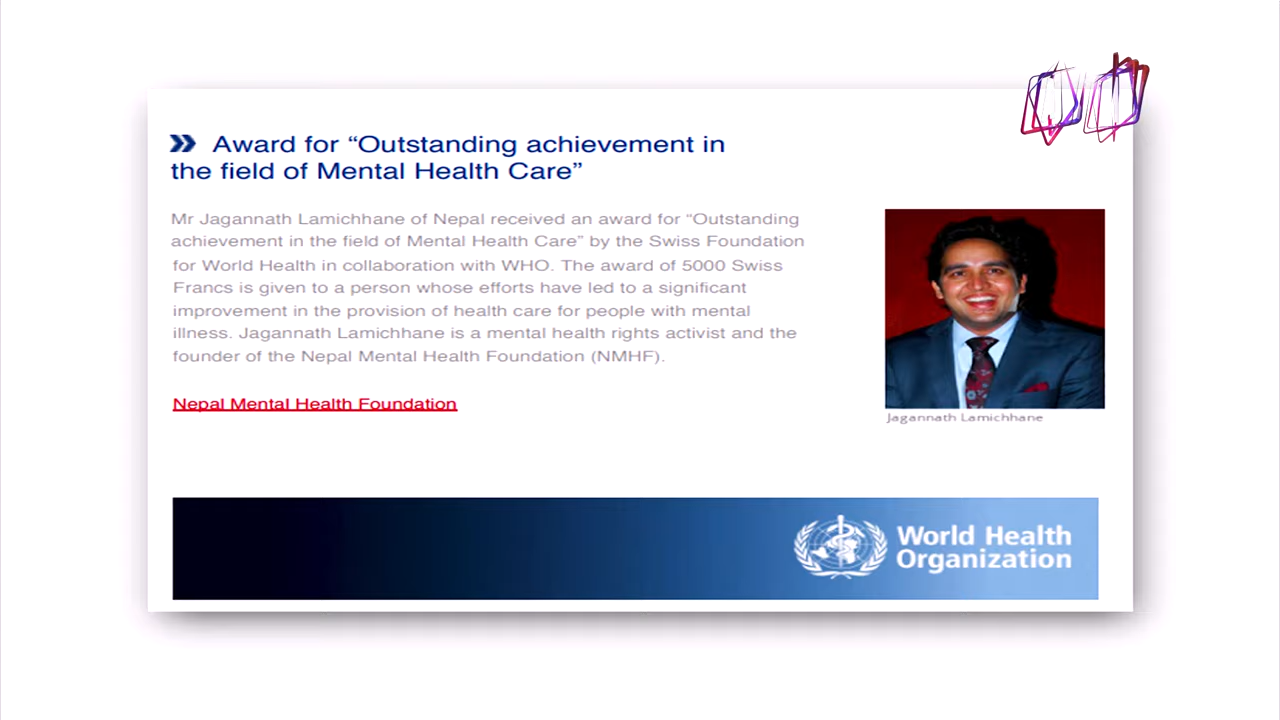 Award for “Outstanding achievement in
the field of Mental Health Care”
Mr Jagannath Lamichhane of Nepal received an award for “Outstanding
achievement in the field of Mental Health Care” by the Swiss Foundation
for World Health in collaboration with WHO. The award of 5000 Swiss
Francs is given to a person whose efforts have led to a significant
improvement in the provision of health care for people with mental
illness. Jagannath Lamichhane is a mental health rights activist and the
founder of the Nepal Mental Health Foundation (NMHF).
Nepal Mental Health Foundation
Jagannath Lamichhane
World Health
Organization